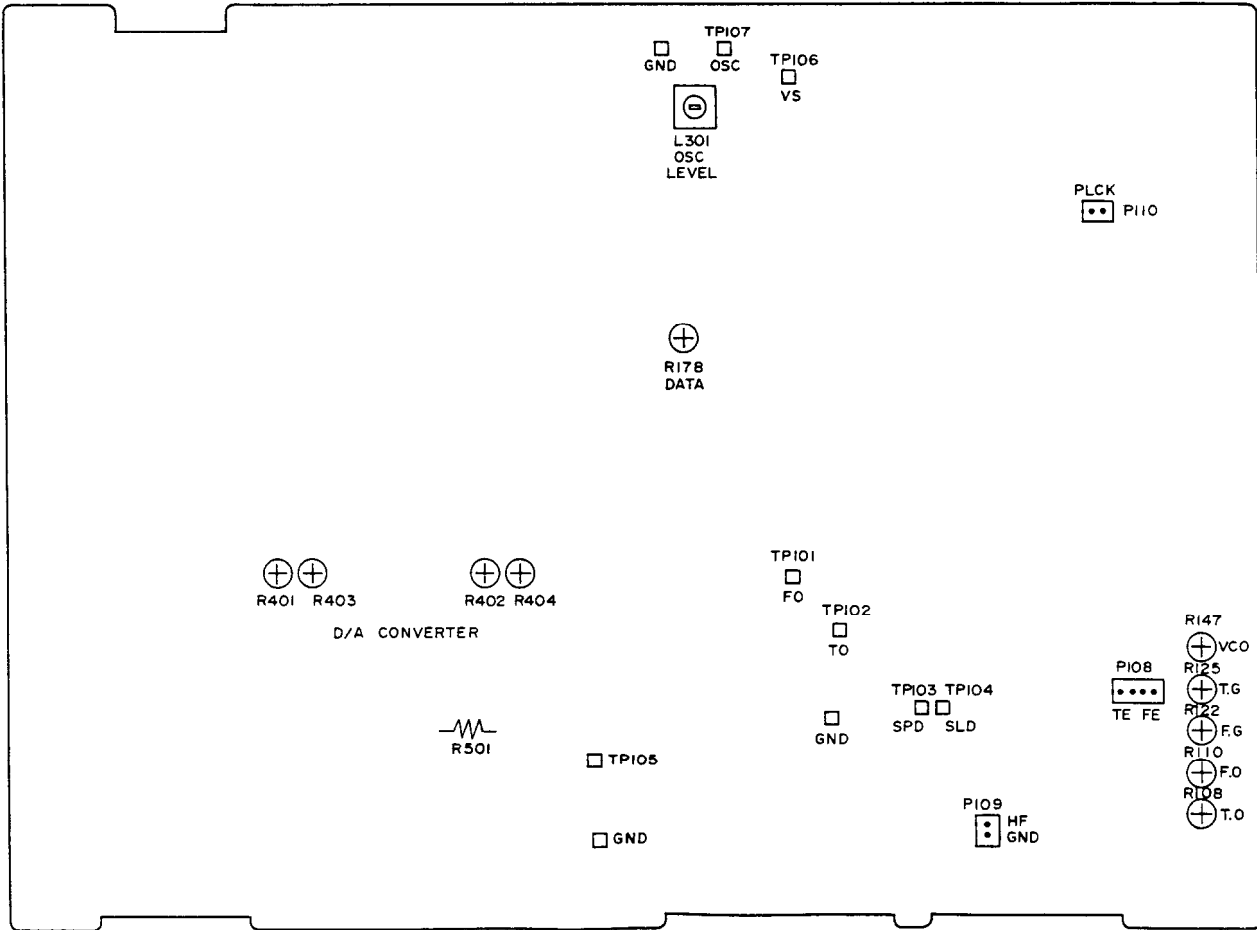 TP107
GND
OSC
TP106
VS
L301
OSC
LEVEL
PLCK
P110
R178
DATA
R401
R403
R402
R404
D/A CONVERTER
TP101
FO
TP102
TO
TP103
TP104
SPD
SLD
GND
P108
TE FE
R147
VCO
R125
T.G
R122
F.G
R110
F.O
R108
T.O
R501
TP105
GND
P109
HF
GND